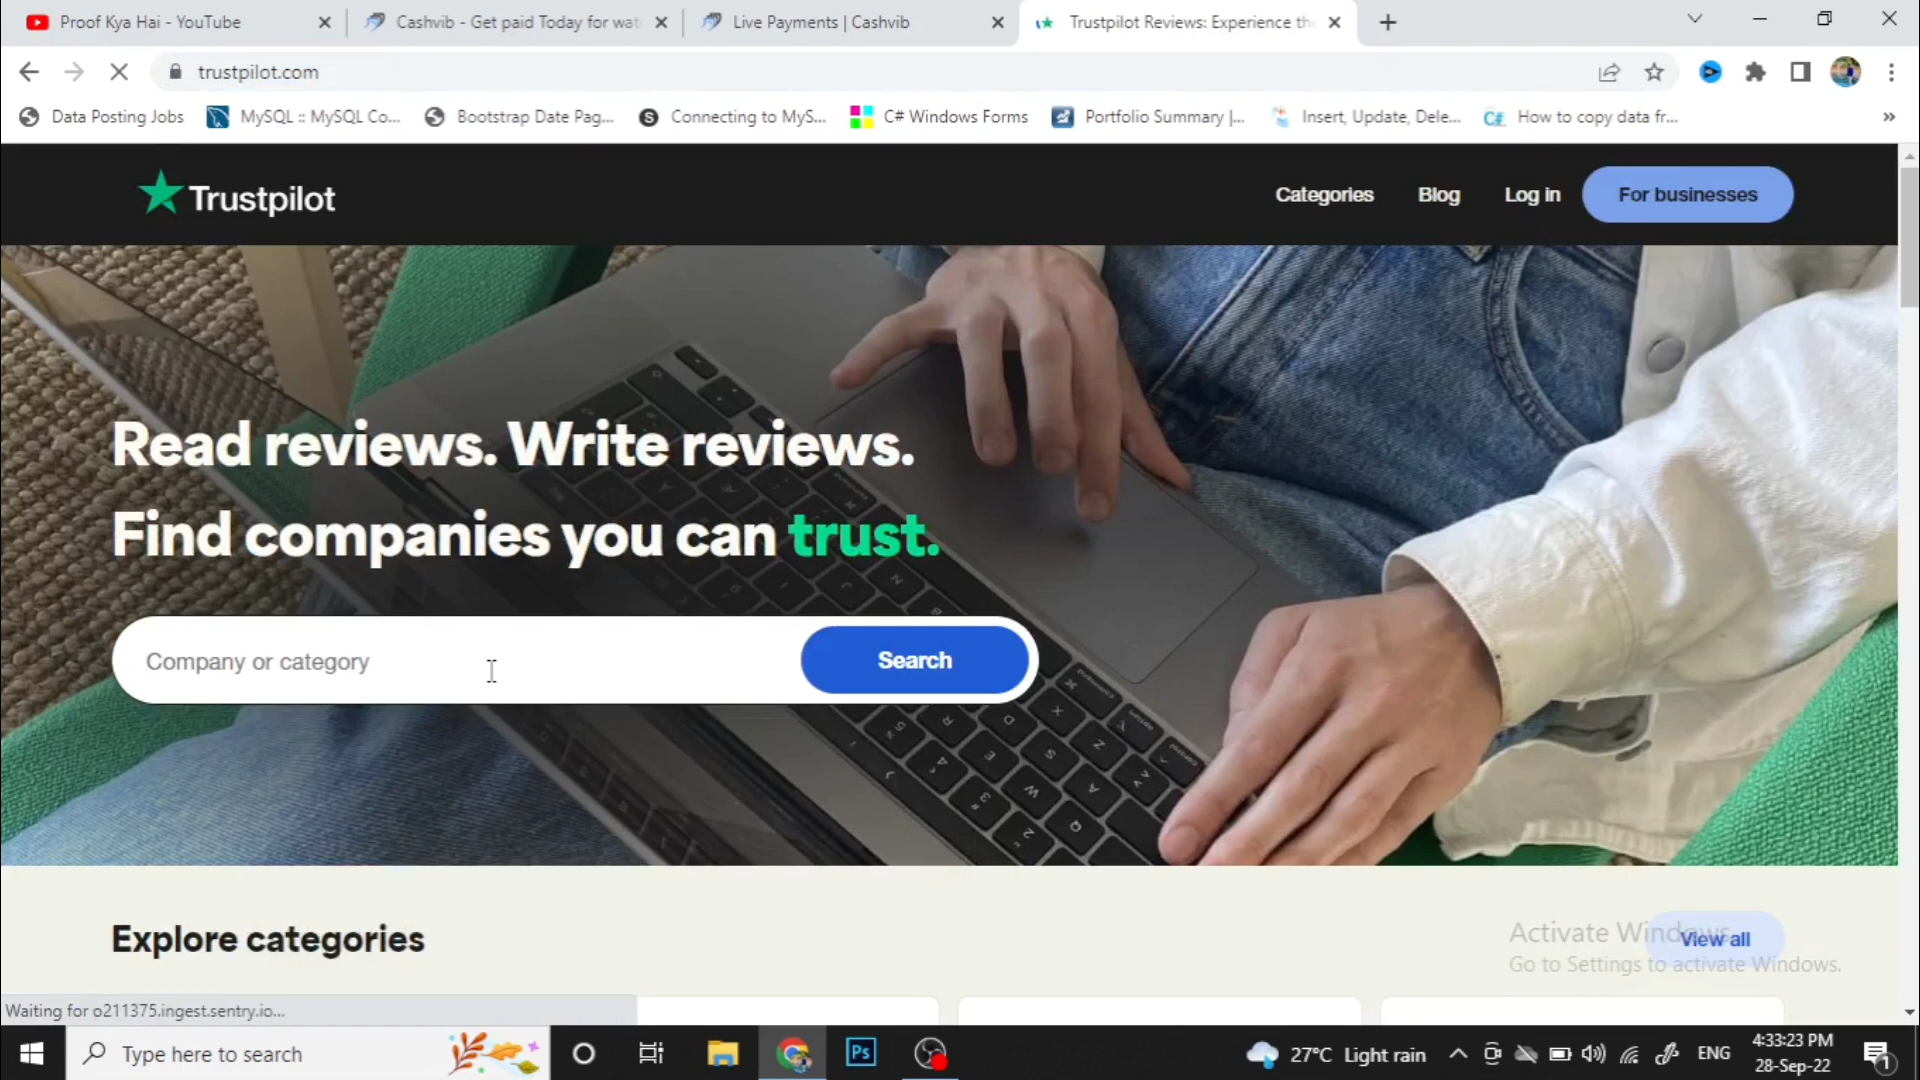 Proof Kya Hai - YouTube
Cashvib - Get paid Today for wat
Live Payments | Cashvib
Trustpilot Reviews: Experience the
trustpilot.com
Data Posting Jobs
MySQL :: MySQL Co...
Bootstrap Date Pag...
Connecting to MyS...
C# Windows Forms
Portfolio Summary |...
Insert, Update, Dele...
How to copy data fr...
Trustpilot
Categories
Blog
Log in
For businesses
Read reviews. Write reviews.
Find companies you can trust.
Company or category
Search
Explore categories
View all
Activate Windows
Go to Settings to activate Windows.
Waiting for o211375.ingest.sentry.io...
Type here to search
Ps
27°C Light rain
ENG
4:33:23 PM
28-Sep-22
1